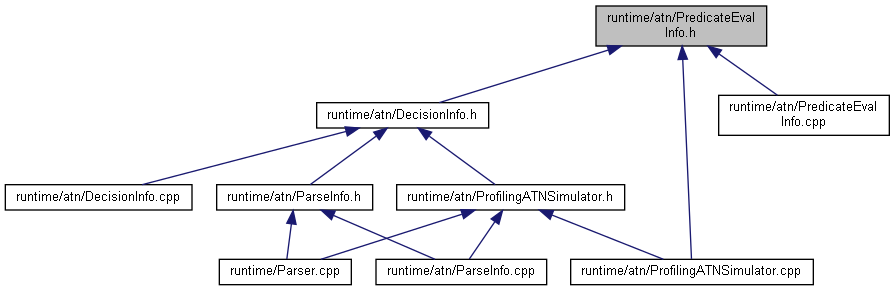 runtime/atn/PredicateEval
Info.h
runtime/atn/DecisionInfo.h
runtime/atn/PredicateEval
Info.cpp
runtime/atn/DecisionInfo.cpp
runtime/atn/ParseInfo.h
runtime/atn/ProfilingATNSimulator.h
runtime/Parser.cpp
runtime/atn/ParseInfo.cpp
runtime/atn/ProfilingATNSimulator.cpp